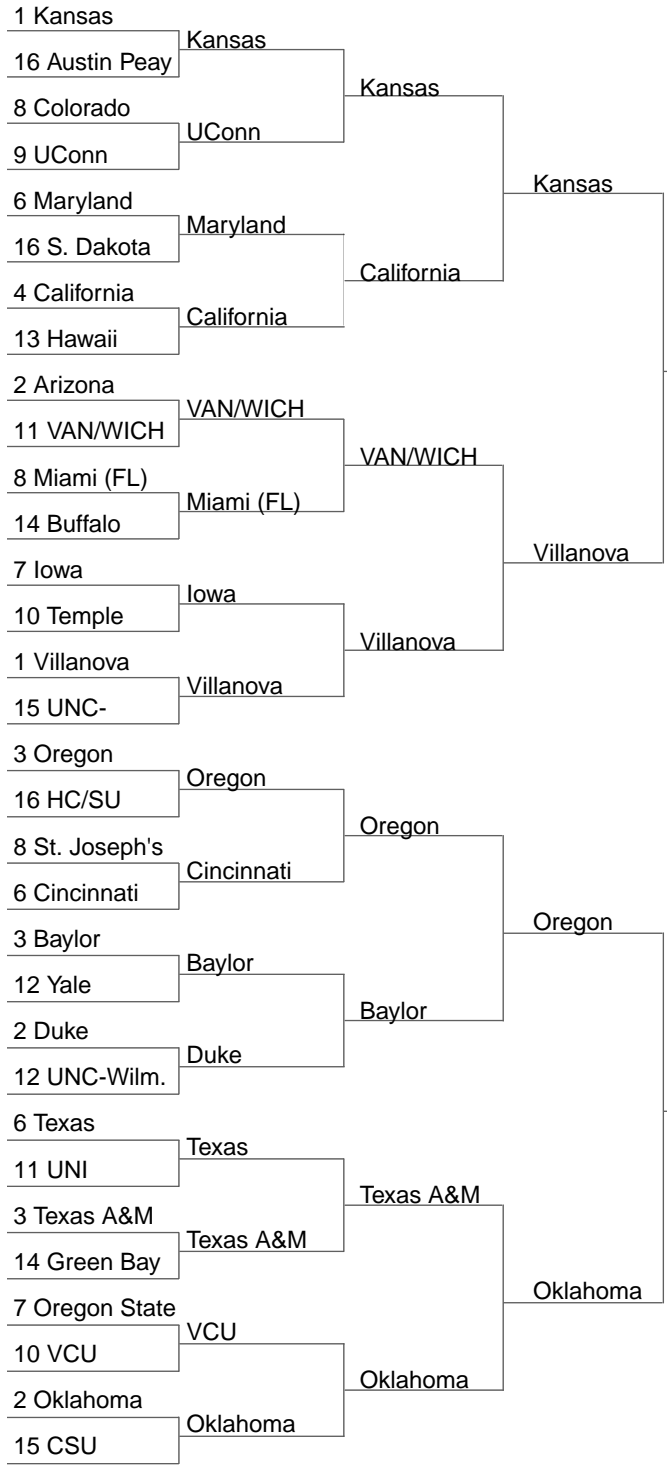 1 Kansas
16 Austin Peay
8 Colorado
9 UConn
6 Maryland
16 S. Dakota
4 California
13 Hawaii
2 Arizona
11 VAN/WICH
8 Miami (FL)
14 Buffalo
7 Iowa
10 Temple
1 Villanova
15 UNC-
3 Oregon
16 HC/SU
8 St. Joseph's
6 Cincinnati
3 Baylor
12 Yale
2 Duke
12 UNC-Wilm.
6 Texas
11 UNI
3 Texas A&M
14 Green Bay
7 Oregon State
10 VCU
2 Oklahoma
15 CSU
Kansas
UConn
Maryland
California
VAN/WICH
Miami (FL)
Iowa
Villanova
Oregon
Cincinnati
Baylor
Duke
Texas
Texas A&M
VCU
Oklahoma
Kansas
California
VAN/WICH
Villanova
Oregon
Baylor
Texas A&M
Oklahoma
Kansas
Villanova
Oregon
Oklahoma